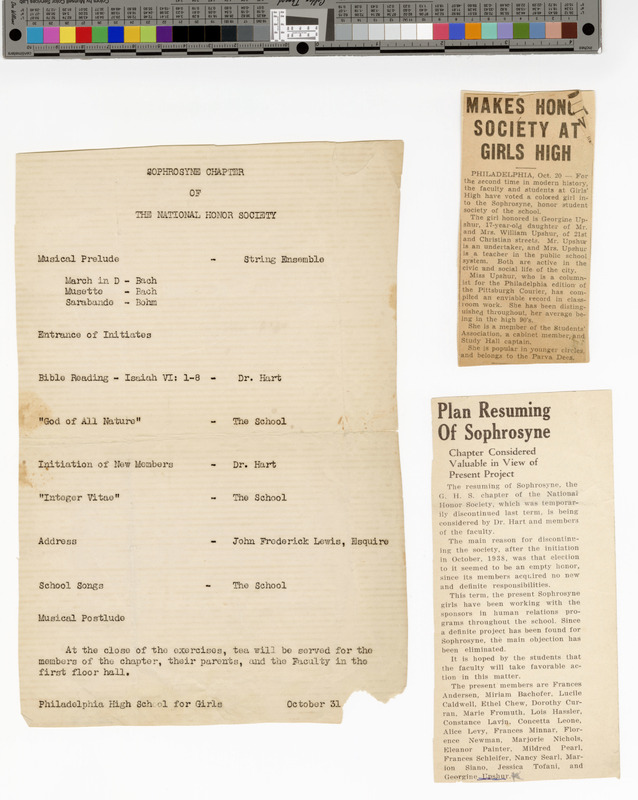 SOPHROSYNE CHAPTER
OF
THE NATIONAL HONOR SOCIETY
Musical Prelude - String Ensemble
March in D - Bach
Musette - Bach
Sarabande - Bohm
Entrance of Initiates
Bible Reading - Isaiah VI: 1-8 - Dr. Hart
"God of All Nature" - The School
Initiation of New Members - Dr. Hart
"Integer Vitae" - The School
Address - John Frederick Lewis, Esquire
School Songs - The School
Musical Postlude
At the close of the exercises, tea will be served for the
members of the chapter, their parents, and the Faculty in the
first floor hall.
Philadelphia High School for Girls October 31
MAKES HONOR
SOCIETY AT
GIRLS HIGH
PHILADELPHIA, Oct. 20 — For
the second time in modern history,
the faculty and students at Girls'
High have voted a colored girl in-
to the Sophrosyne, honor student
society of the school.
The girl honored is Georgine Up-
shur, 17-year-old daughter of Mr.
and Mrs. William Upshur, of 21st
and Christian streets. Mr. Upshur
is an undertaker, and Mrs. Upshur
is a teacher in the public school
system. Both are active in the
civic and social life of the city.
Miss Upshur, who is a column-
ist for the Philadelphia edition of
the Pittsburgh Courier, has com-
piled an enviable record in class-
room work. She has been distin-
guished throughout, her average be-
ing in the high 90's.
She is a member of the Students'
Association, a cabinet member, and
Study Hall captain.
She is popular in younger circles,
and belongs to the Parva Decs.
Plan Resuming
Of Sophrosyne
Chapter Considered
Valuable in View of
Present Project
The resuming of Sophrosyne, the
G. H. S. chapter of the National
Honor Society, which was temporar-
ily discontinued last term, is being
considered by Dr. Hart and members
of the faculty.
The main reason for discontinu-
ing the society, after the initiation
in October, 1938, was that election
to it seemed to be an empty honor,
since its members acquired no new
and definite responsibilities.
This term, the present Sophrosyne
girls have been working with the
sponsors in human relations pro-
grams throughout the school. Since
a definite project has been found for
Sophrosyne, the main objection has
been eliminated.
It is hoped by the students that
the faculty will take favorable ac-
tion in this matter.
The present members are Frances
Andersen, Miriam Bachofer, Lucile
Caldwell, Ethel Chew, Dorothy Cur-
ran, Marie Fromuth, Lois Hassler,
Constance Lavin, Concetta Leone,
Alice Levy, Frances Minnar, Flor-
ence Newman, Marjorie Nichols,
Eleanor Painter, Mildred Pearl,
Frances Schleifer, Nancy Searl, Mar-
ion Siano, Jessica Tofani, and
Georgine Upshur.